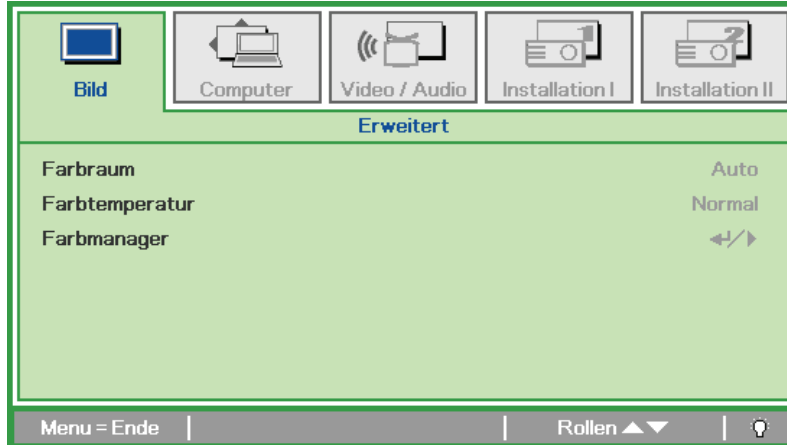 Bild
Computer
Video / Audio
Installation I
Installation II
Erweitert
Farbraum Auto
Farbtemperatur Normal
Farbmanager
Menu = Ende Rollen